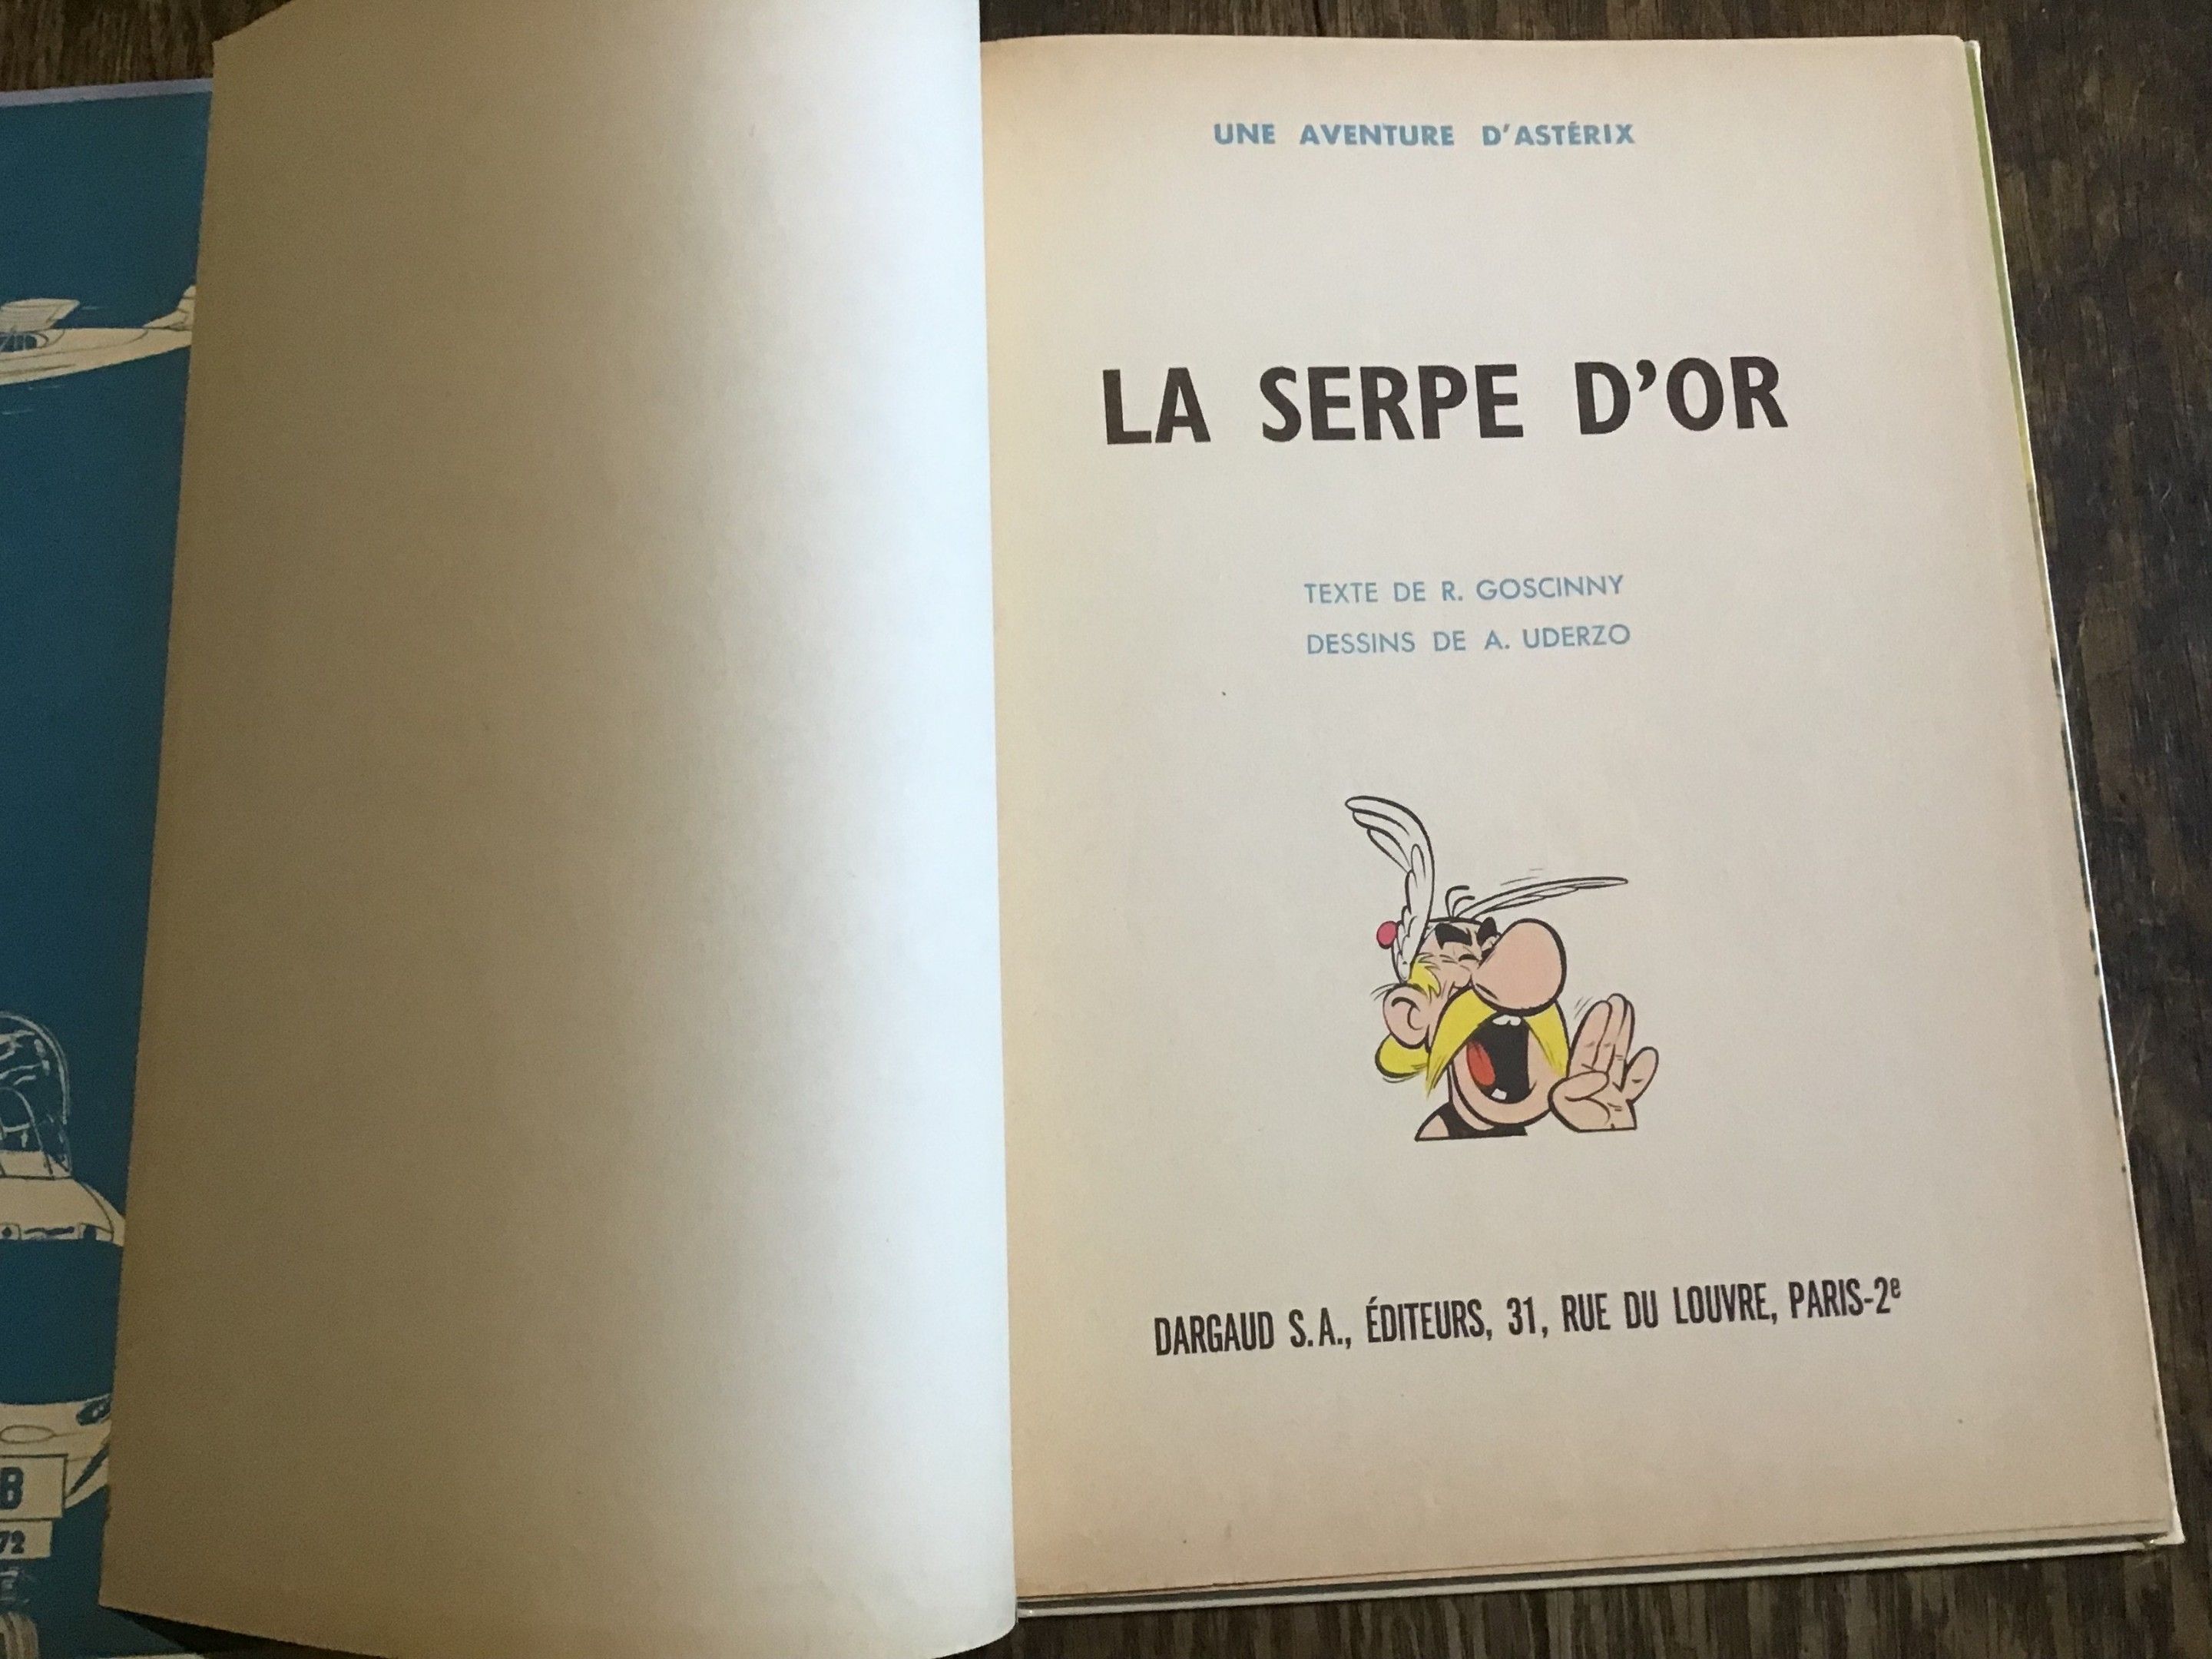 UNE AVENTURE D'ASTÉRIX
LA SERPE D'OR
TEXTE DE R. GOSCINNY
DESSINS DE A. UDERZO
DARGAUD S.A., ÉDITEURS, 31, RUE DU LOUVRE, PARIS-2e
B
72